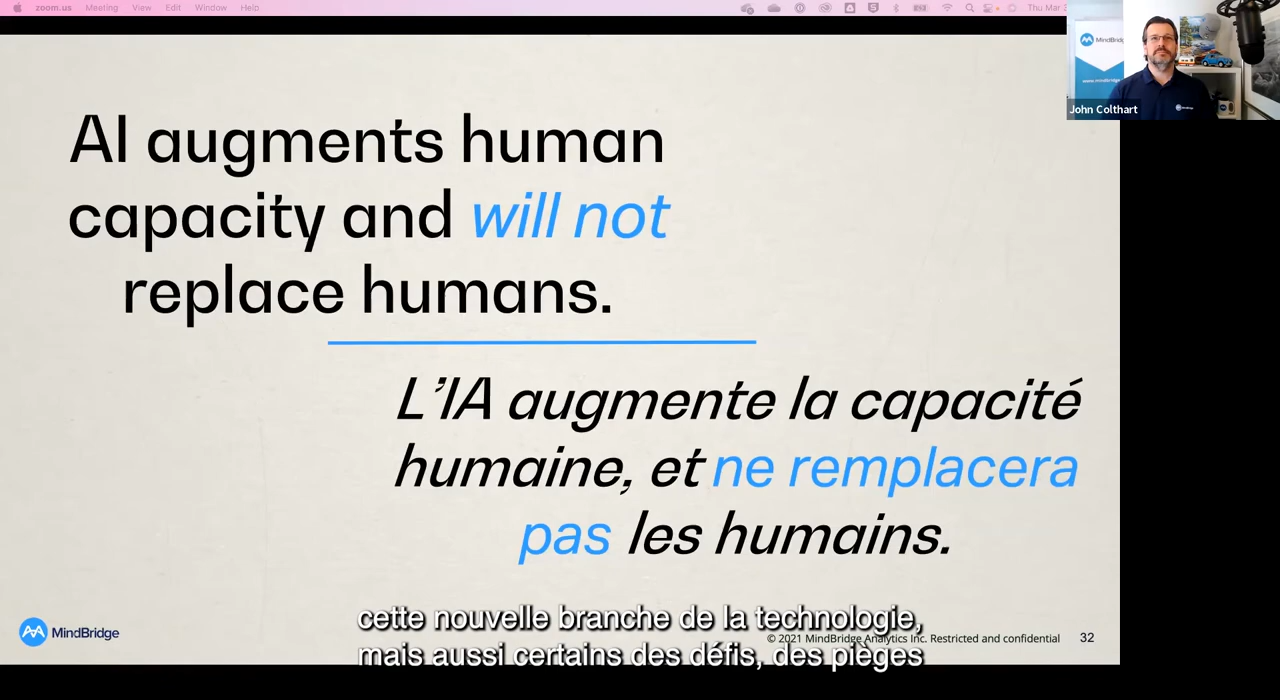 zoom.us Meeting View Edit Window Help
Thu Mar
MindBridge
John Colthart
AI augments human
capacity and will not
replace humans.
L’IA augmente la capacité
humaine, et ne remplacera
pas les humains.
MindBridge
© 2021 MindBridge Analytics Inc. Restricted and confidential 32
cette nouvelle branche de la technologie,
mais aussi certains des défis, des pièges